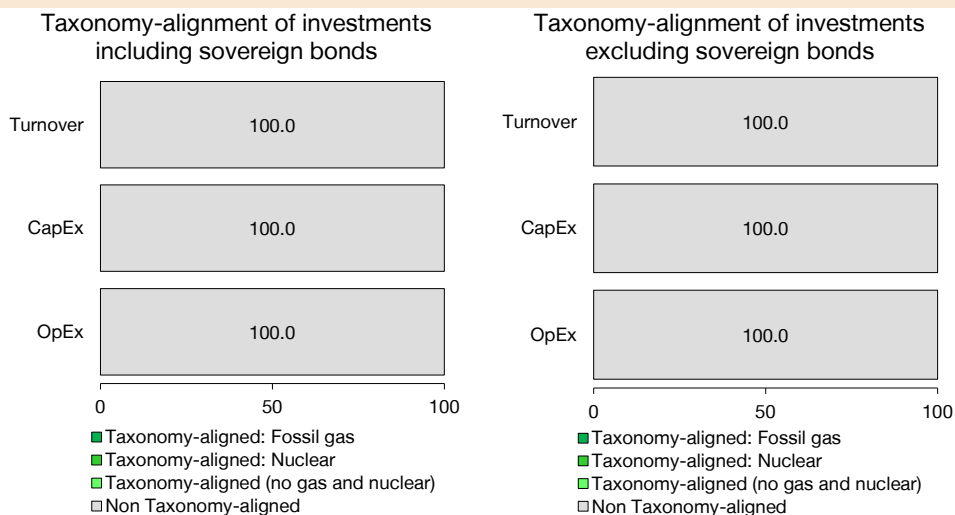 Taxonomy-alignment of investments
including sovereign bonds
Turnover
100.0
CapEx
100.0
OpEx
100.0
0
50
100
Taxonomy-aligned: Fossil gas
Taxonomy-aligned: Nuclear
Taxonomy-aligned (no gas and nuclear)
Non Taxonomy-aligned
Taxonomy-alignment of investments
excluding sovereign bonds
Turnover
100.0
CapEx
100.0
OpEx
100.0
0
50
100
Taxonomy-aligned: Fossil gas
Taxonomy-aligned: Nuclear
Taxonomy-aligned (no gas and nuclear)
Non Taxonomy-aligned